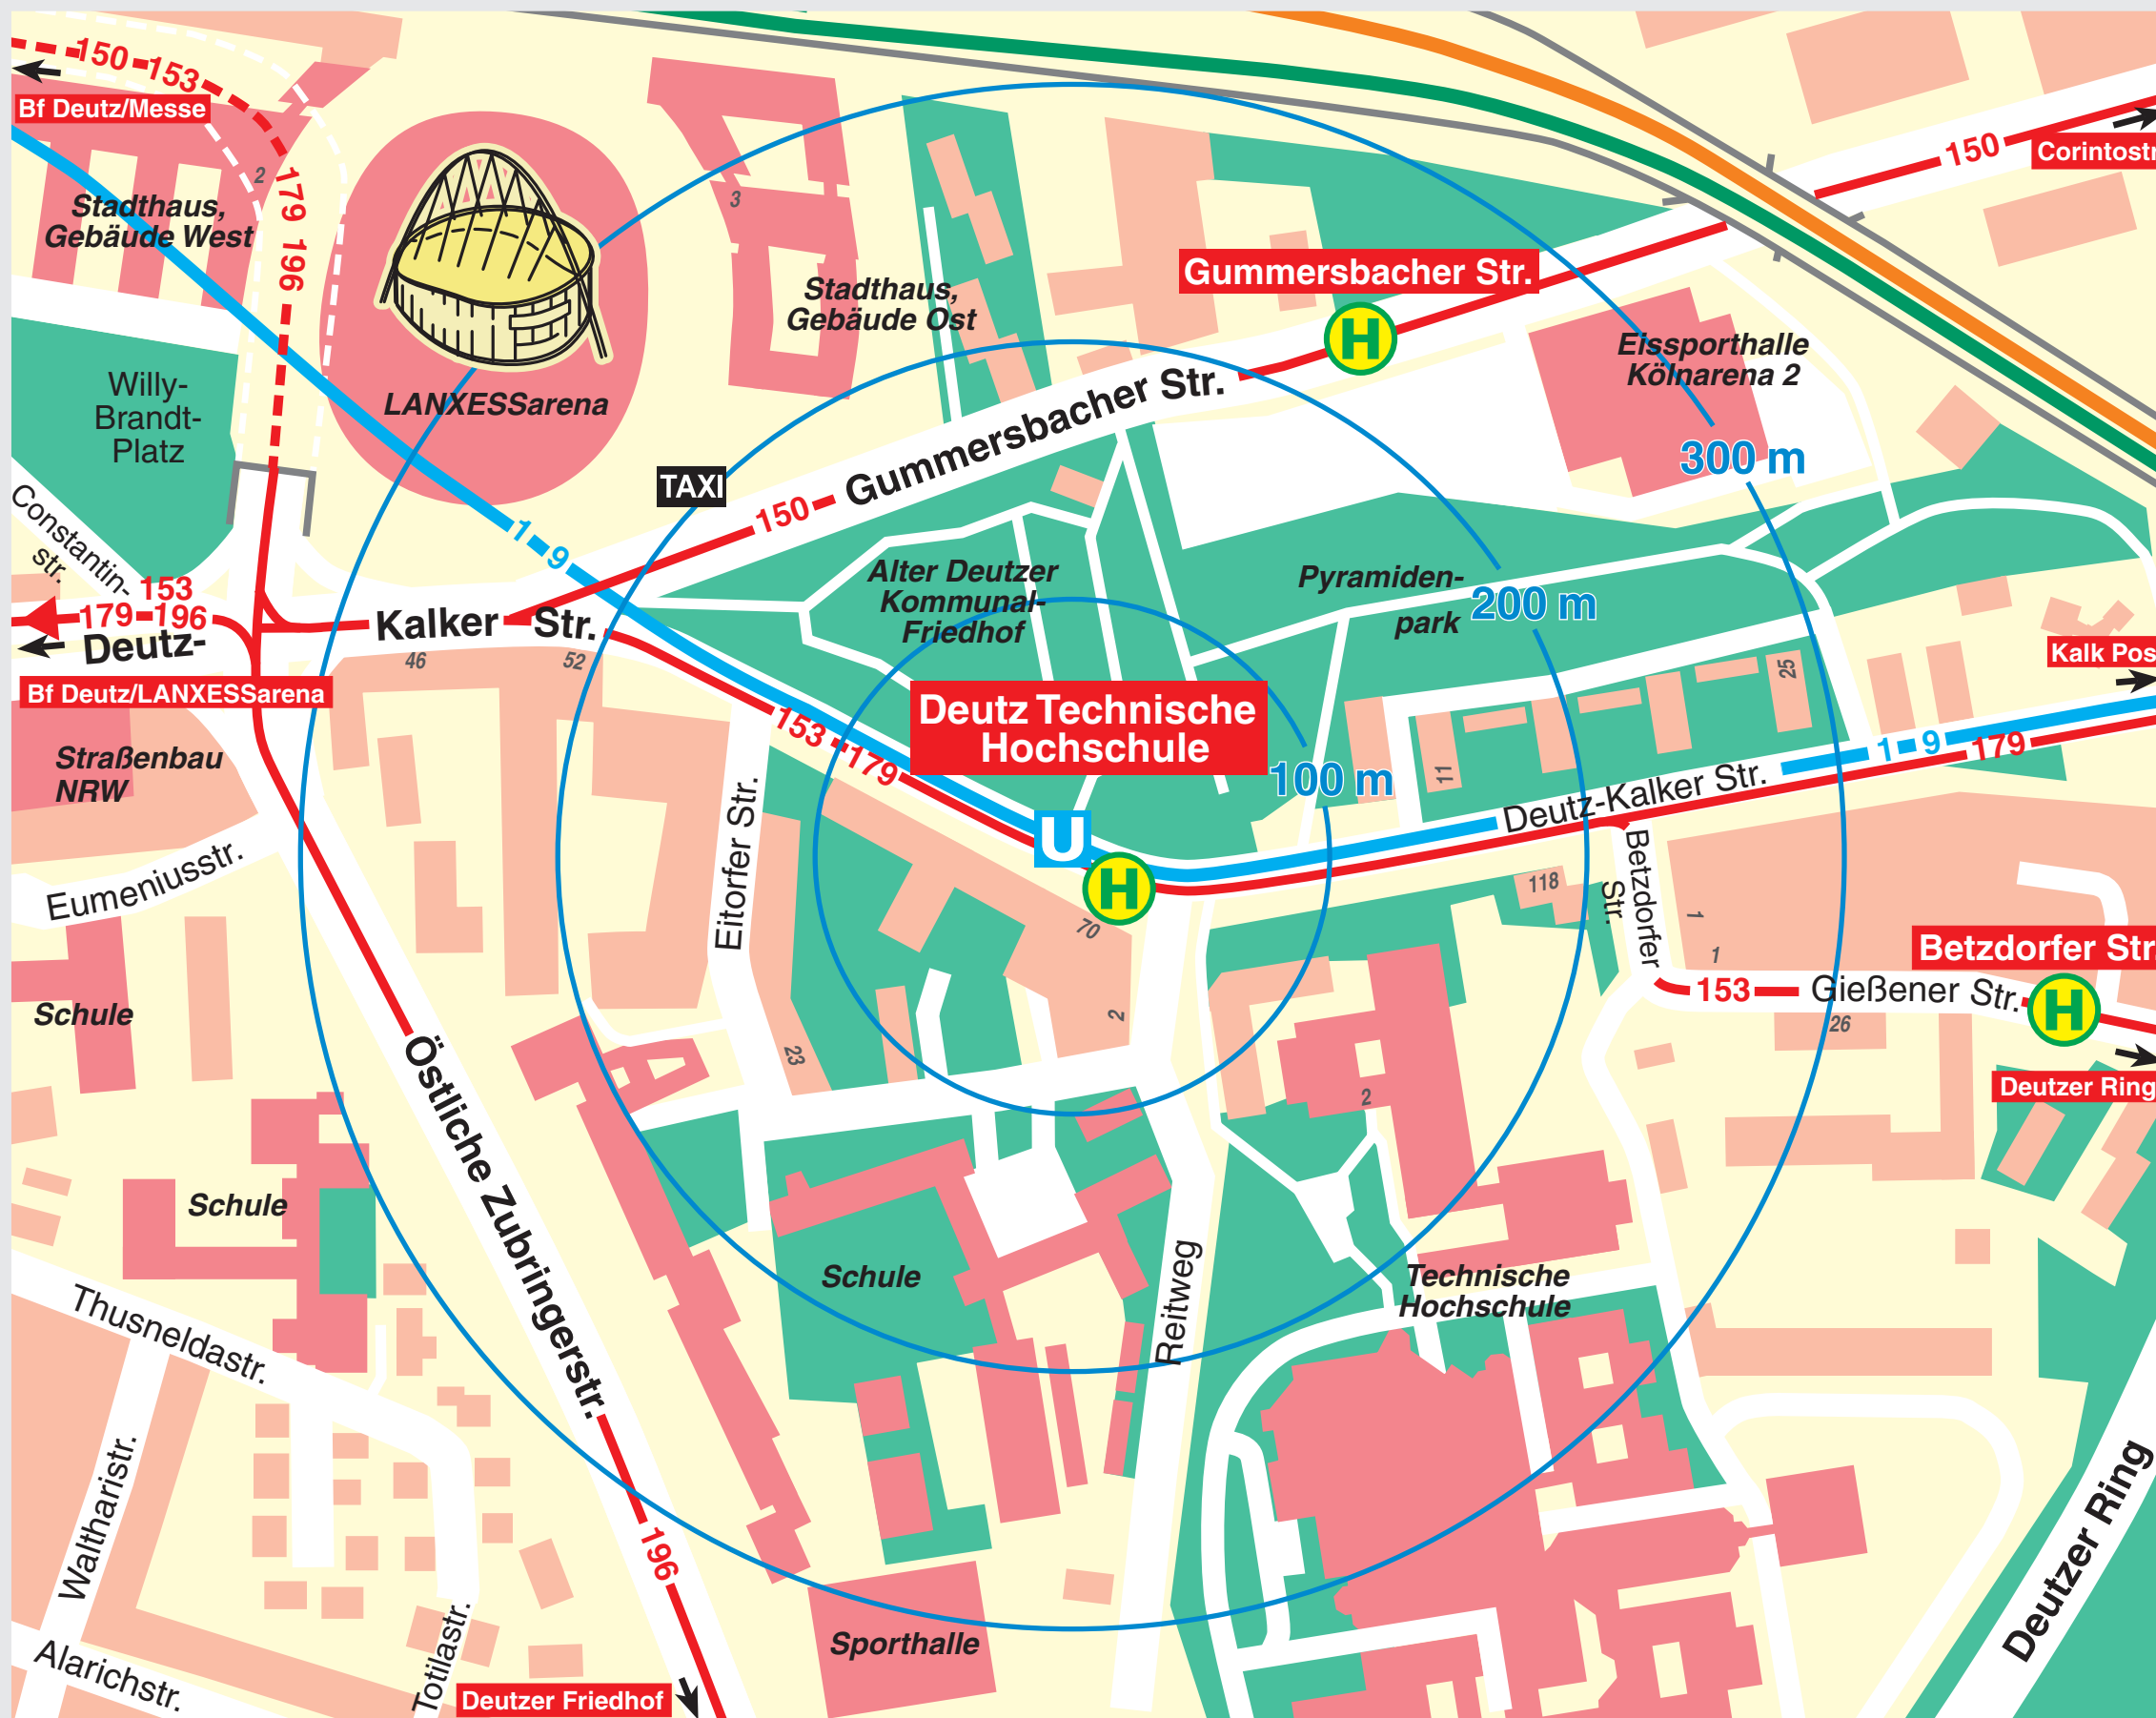 150 153
Bf Deutz/Messe
179 196
2
Stadthaus,
Gebäude West
3
Stadthaus,
Gebäude Ost
LANXESSarena
Willy-
Brandt-
Platz
Constantin-
str.
TAXI
150
Gummersbacher Str.
Gummersbacher Str.
H
150
Corintostr
Eissporthalle
Kölnarena 2
300 m
1 9
153
179 196
Deutz-
Kalker Str.
46
52
Bf Deutz/LANXESSarena
Alter Deutzer
Kommunal-
Friedhof
Pyramiden-
park
200 m
Kalk Pos
Deutz Technische
Hochschule
100 m
153 179
25
11
1 9
179
Deutz-Kalker Str.
Straßenbau
NRW
Eumeniusstr.
Eitorfer Str.
U
H
70
2
23
118
Betzdorfer
Str.
1
1
Betzdorfer Str.
153
Gießener Str.
H
26
Deutzer Ring
Schule
2
Östliche Zubringerstr.
Schule
Schule
Technische
Hochschule
Reitweg
Thusneldastr.
Waltharistr.
Alarichstr.
Totilastr.
196
Deutzer Friedhof
Sporthalle
Deutzer Ring